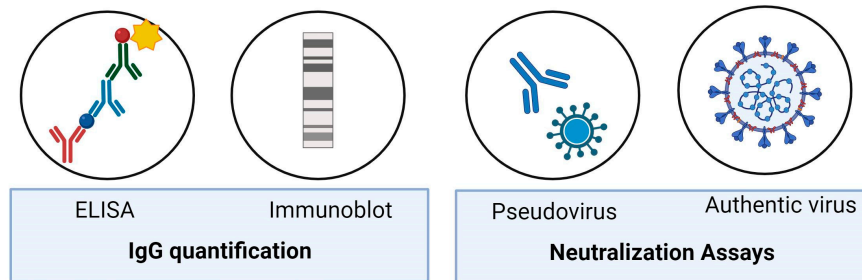 ELISA
Immunoblot
IgG quantification
Pseudovirus
Authentic virus
Neutralization Assays